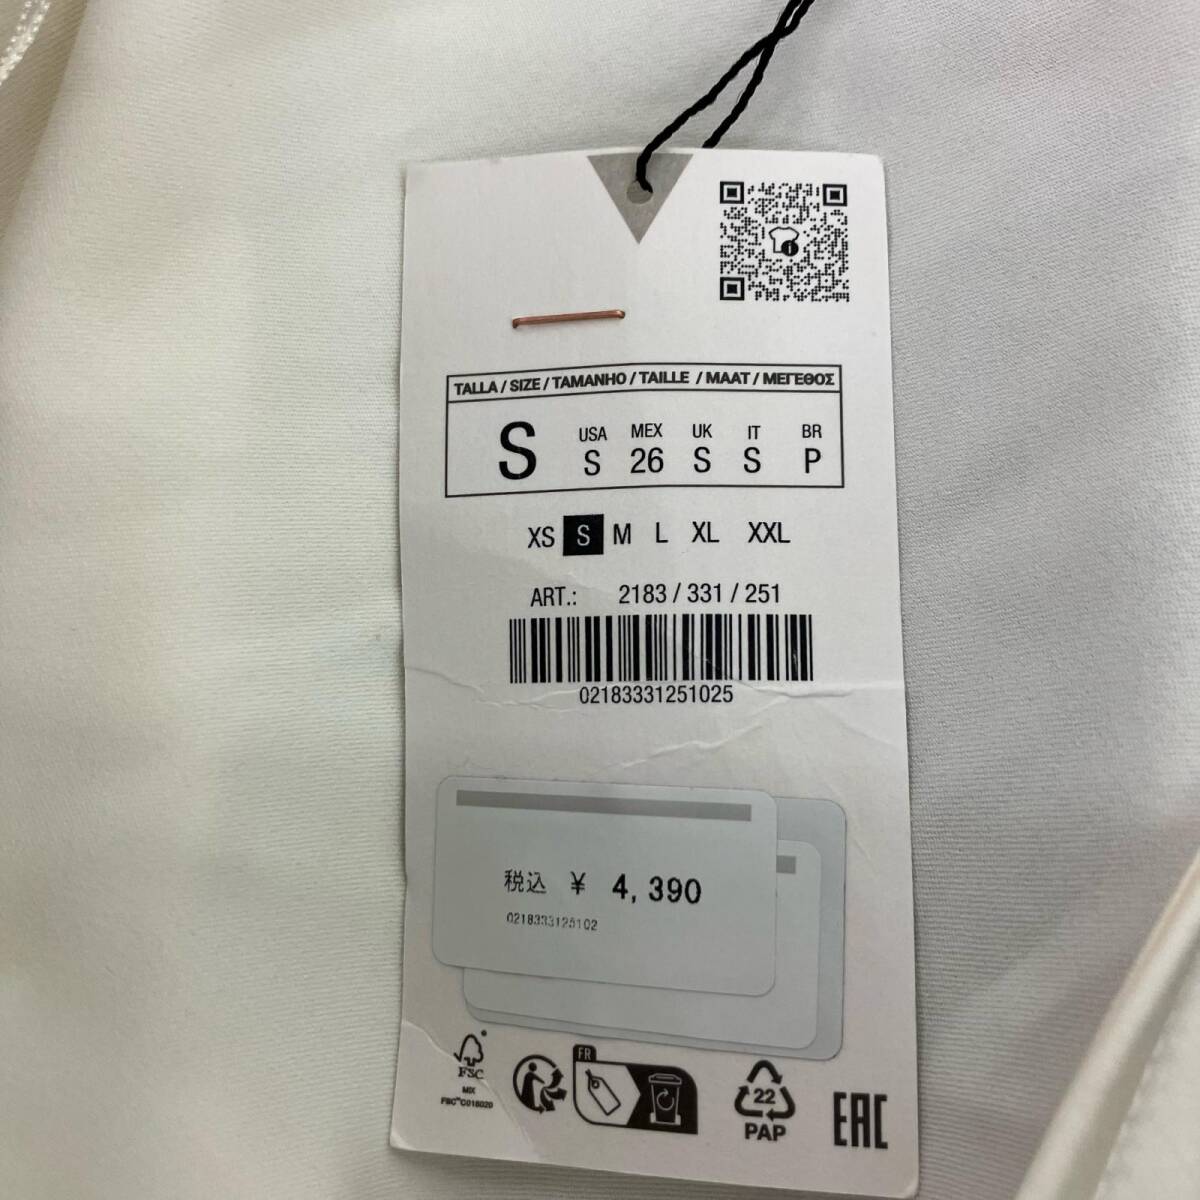 TALLA / SIZE / TAMANHO / TAILLE / MAAT / ΜΕΓΕΘΟΣ
USA MEX UK IT BR
S S 26 S S P
XS S M L XL XXL
ART.: 2183 / 331 / 251
02183331251025
税込 ¥ 4,390
0218333125102
FSC
MIX
FSC™ C018020
FR
22
PAP
EAC